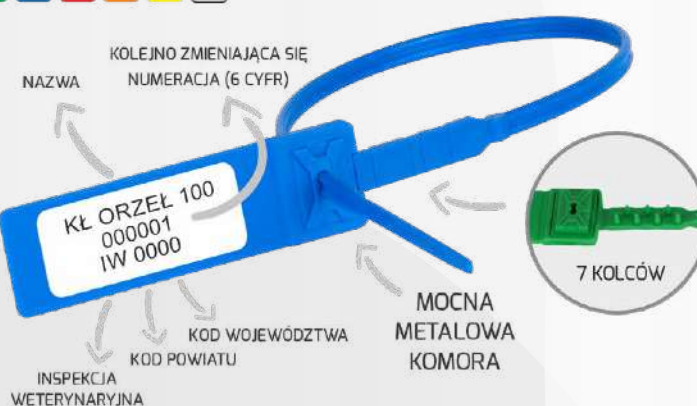 NAZWA
KOLEJNO ZMIENIAJĄCA SIĘ
NUMERACJA (6 CYFR)
KŁ ORZEŁ 100
000001
IW 0000
7 KOLCÓW
MOCNA
METALOWA
KOMORA
KOD WOJEWÓDZTWA
KOD POWIATU
INSPEKCJA
WETERYNARYJNA